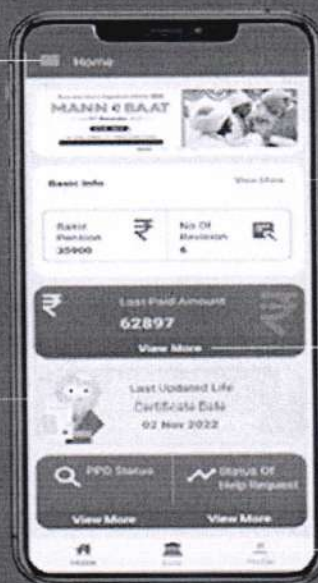 Home
MANN की BAAT
Basic Info
View More
Basic
Pension
35900
No Of
Revision
6
Last Paid Amount
62897
View More
Last Updated Life
Certificate Date
02 Nov 2022
PPO Status
Status Of
Help Request
View More
View More
Home
Profile